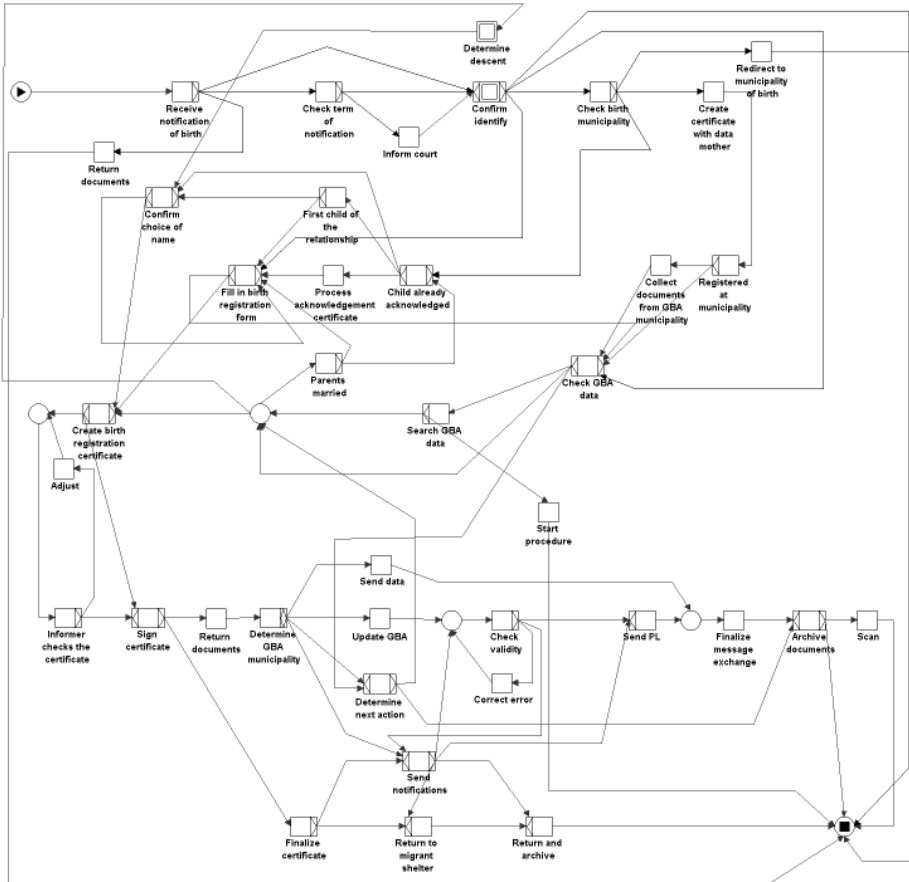 Determine
descent
Redirect to
municipality
of birth
Receive
notification
of birth
Check term
of
notification
Confirm
identify
Check birth
municipality
Create
certificate
with data
mother
Inform court
Return
documents
Confirm
choice of
name
First child of
the
relationship
Fill in birth
registration
form
Process
acknowledgement
certificate
Child already
acknowledged
Collect
documents
from GBA
municipality
Registered
at
municipality
Parents
married
Check GBA
data
Create birth
registration
certificate
Search GBA
data
Adjust
Start
procedure
Send data
Informer
checks the
certificate
Sign
certificate
Return
documents
Determine
GBA
municipality
Update GBA
Check
validity
Send PL
Finalize
message
exchange
Archive
documents
Scan
Determine
next action
Correct error
Send
notifications
Finalize
certificate
Return to
migrant
shelter
Return and
archive